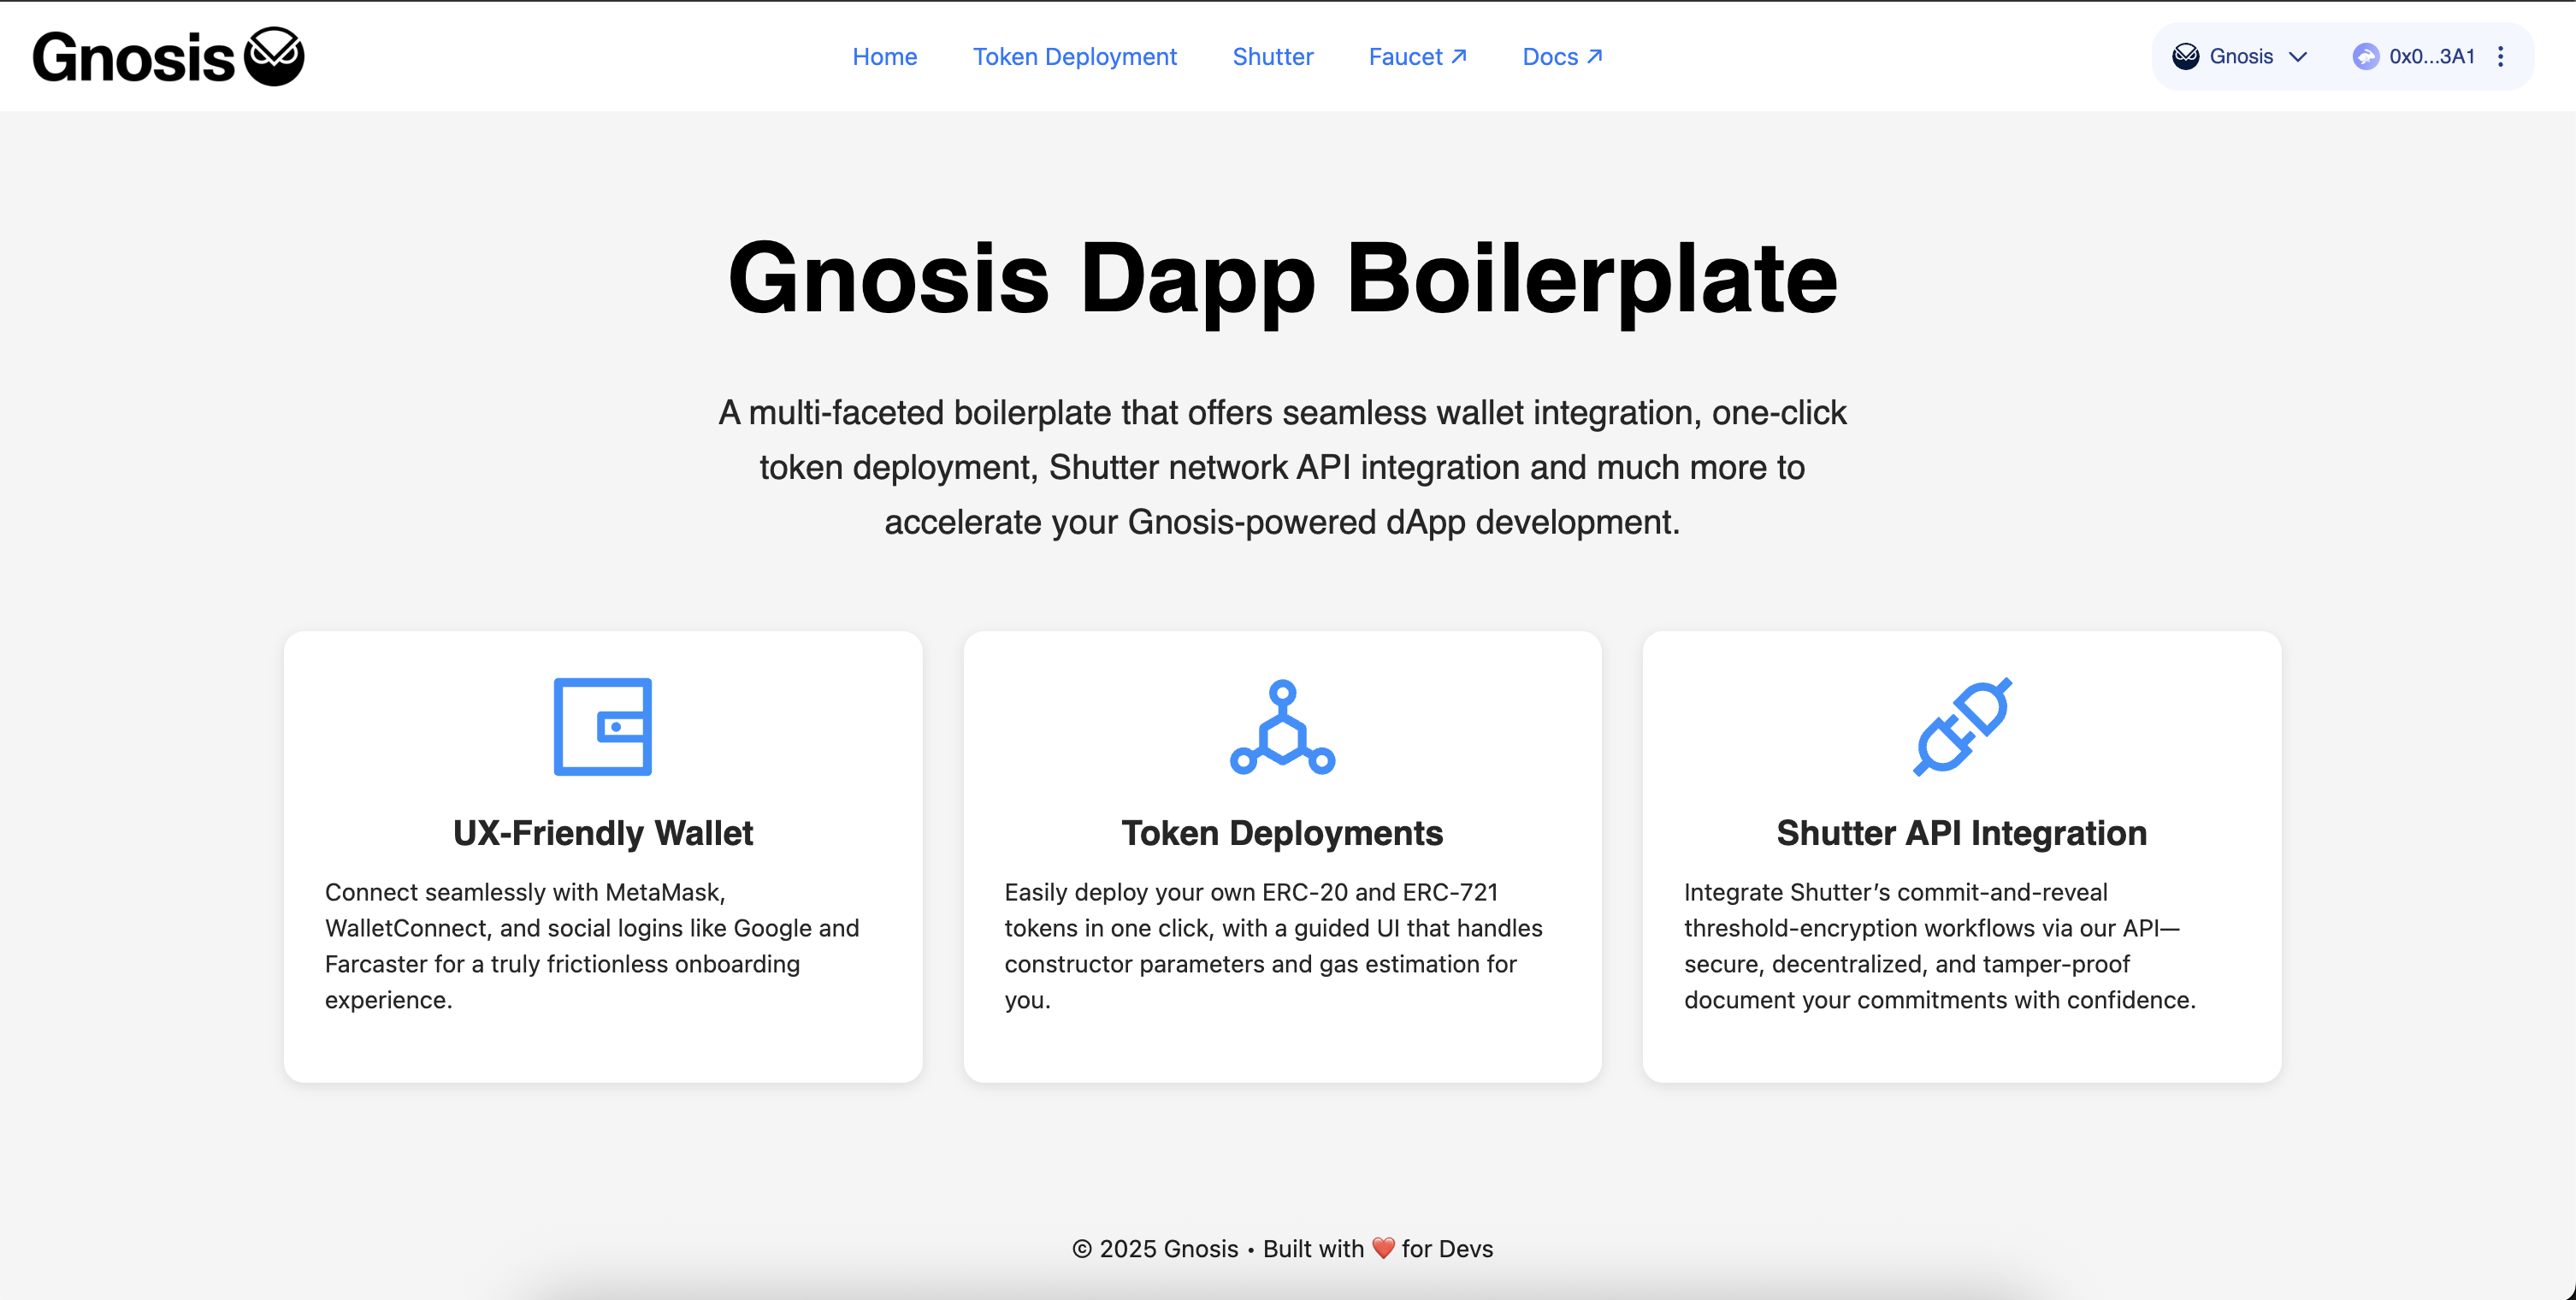 Gnosis
Home
Token Deployment
Shutter
Faucet
Docs
Gnosis
0x0...3A1
Gnosis Dapp Boilerplate
A multi-faceted boilerplate that offers seamless wallet integration, one-click
token deployment, Shutter network API integration and much more to
accelerate your Gnosis-powered dApp development.
UX-Friendly Wallet
Connect seamlessly with MetaMask,
WalletConnect, and social logins like Google and
Farcaster for a truly frictionless onboarding
experience.
Token Deployments
Easily deploy your own ERC-20 and ERC-721
tokens in one click, with a guided UI that handles
constructor parameters and gas estimation for
you.
Shutter API Integration
Integrate Shutter’s commit-and-reveal
threshold-encryption workflows via our API—
secure, decentralized, and tamper-proof
document your commitments with confidence.
© 2025 Gnosis • Built with ❤️ for Devs